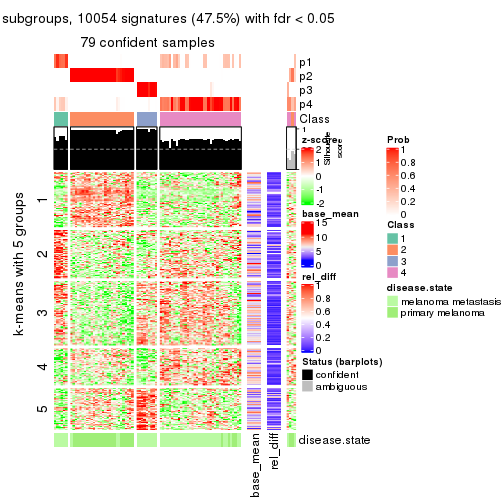 subgroups, 10054 signatures (47.5%) with fdr < 0.05
79 confident samples
p1
p2
p3
p4
Class
1
Silhouette
score
z-score
2
1
0
-1
-2
base_mean
15
10
5
0
rel_diff
1
0.8
0.6
0.4
0.2
0
Status (barplots)
confident
ambiguous
Prob
1
0.8
0.6
0.4
0.2
0
Class
1
2
3
4
disease.state
melanoma metastasis
primary melanoma
k-means with 5 groups
1
2
3
4
5
disease.state
base_mean
rel_diff